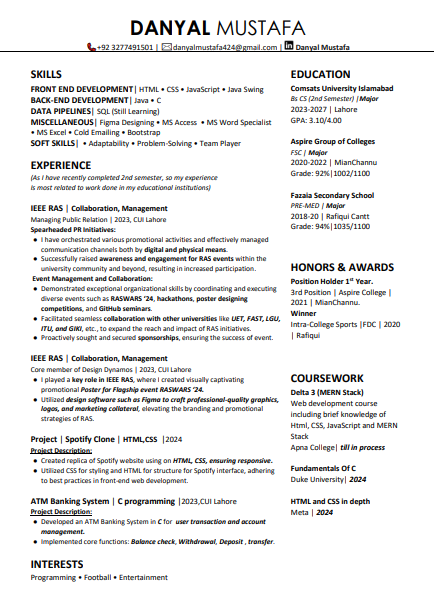 DANYAL MUSTAFA
+92 3277491501 | danyalmustafa424@gmail.com | Danyal Mustafa
SKILLS
FRONT END DEVELOPMENT| HTML • CSS • JavaScript • Java Swing
BACK-END DEVELOPMENT| Java • C
DATA PIPELINES| SQL (Still Learning)
MISCELLANEOUS| Figma Designing • MS Access • MS Word Specialist
• MS Excel • Cold Emailing • Bootstrap
SOFT SKILLS| • Adaptability • Problem-Solving • Team Player
EXPERIENCE
(As I have recently completed 2nd semester, so my experience
Is most related to work done in my educational institutions)
IEEE RAS | Collaboration, Management
Managing Public Relation | 2023, CUI Lahore
Spearheaded PR Initiatives:
• I have orchestrated various promotional activities and effectively managed
communication channels both by digital and physical means.
• Successfully raised awareness and engagement for RAS events within the
university community and beyond, resulting in increased participation.
Event Management and Collaboration:
• Demonstrated exceptional organizational skills by coordinating and executing
diverse events such as RASWARS '24, hackathons, poster designing
competitions, and GitHub seminars.
• Facilitated seamless collaboration with other universities like UET, FAST, LGU,
ITU, and GIKI, etc., to expand the reach and impact of RAS initiatives.
• Proactively sought and secured sponsorships, ensuring the success of event.
IEEE RAS | Collaboration, Management
Core member of Design Dynamos | 2023, CUI Lahore
• I played a key role in IEEE RAS, where I created visually captivating
promotional Poster for Flagship event RASWARS '24.
• Utilized design software such as Figma to craft professional-quality graphics,
logos, and marketing collateral, elevating the branding and promotional
strategies of RAS.
Project | Spotify Clone | HTML,CSS |2024
Project Description:
• Created replica of Spotify website using on HTML, CSS, ensuring responsive.
• Utilized CSS for styling and HTML for structure for Spotify interface, adhering
to best practices in front-end web development.
ATM Banking System | C programming |2023,CUI Lahore
Project Description:
• Developed an ATM Banking System in C for user transaction and account
management.
• Implemented core functions: Balance check, Withdrawal, Deposit , transfer.
INTERESTS
Programming • Football • Entertainment
EDUCATION
Comsats University Islamabad
Bs CS (2nd Semester) |Major
2023-2027 | Lahore
GPA: 3.10/4.00
Aspire Group of Colleges
FSC | Major
2020-2022 | MianChannu
Grade: 92%|1002/1100
Fazaia Secondary School
PRE-MED | Major
2018-20 | Rafiqui Cantt
Grade: 94%|1035/1100
HONORS & AWARDS
Position Holder 1st Year.
3rd Position | Aspire College |
2021 | MianChannu.
Winner
Intra-College Sports |FDC | 2020
| Rafiqui
COURSEWORK
Delta 3 (MERN Stack)
Web development course
including brief knowledge of
Html, CSS, JavaScript and MERN
Stack
Apna College| till in process
Fundamentals Of C
Duke University| 2024
HTML and CSS in depth
Meta | 2024